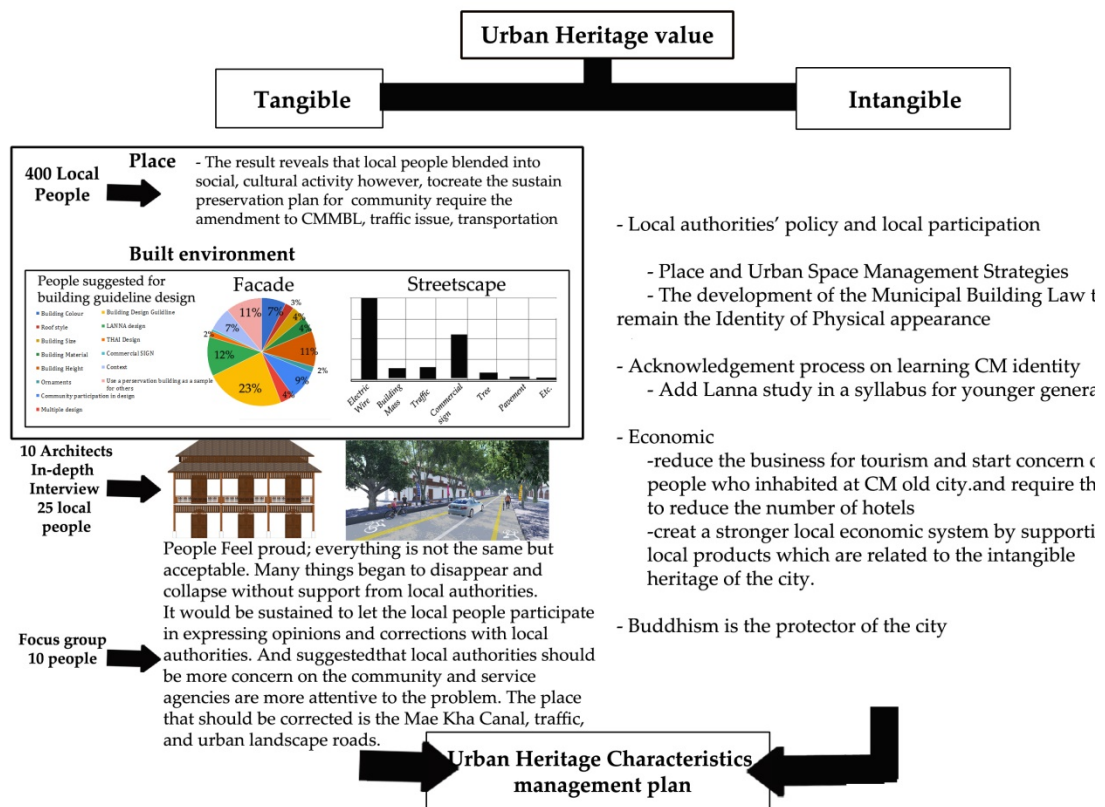 Urban Heritage value
Tangible
Intangible
400 Local
People
Place
- The result reveals that local people blended into
social, cultural activity however, tocreate the sustain
preservation plan for community require the
amendment to CMMBL, traffic issue, transportation
Built environment
People suggested for
building guideline design
Building Colour
Roof style
Building Size
Building Material
Building Height
Ornaments
Community participation in design
Multiple design
Building Design Guildline
LANNA design
THAI Design
Commercial SIGN
Context
Use a perservation building as a sample
for others
Facade
7%
3%
4%
4%
11%
2%
9%
4%
23%
12%
2%
7%
11%
Streetscape
Electric
Wire
Building
Mass
Traffic
Commercial
sign
Tree
Pavement
Etc.
10 Architects
In-depth
Interview
25 local
people
People Feel proud; everything is not the same but
acceptable. Many things began to disappear and
collapse without support from local authorities.
It would be sustained to let the local people participate
in expressing opinions and corrections with local
authorities. And suggestedthat local authorities should
be more concern on the community and service
agencies are more attentive to the problem. The place
that should be corrected is the Mae Kha Canal, traffic,
and urban landscape roads.
Focus group
10 people
- Local authorities' policy and local participation
- Place and Urban Space Management Strategies
- The development of the Municipal Building Law t
remain the Identity of Physical appearance
- Acknowledgement process on learning CM identity
- Add Lanna study in a syllabus for younger genera
- Economic
-reduce the business for tourism and start concern o
people who inhabited at CM old city.and require th
to reduce the number of hotels
-creat a stronger local economic system by supporti
local products which are related to the intangible
heritage of the city.
- Buddhism is the protector of the city
Urban Heritage Characteristics
management plan